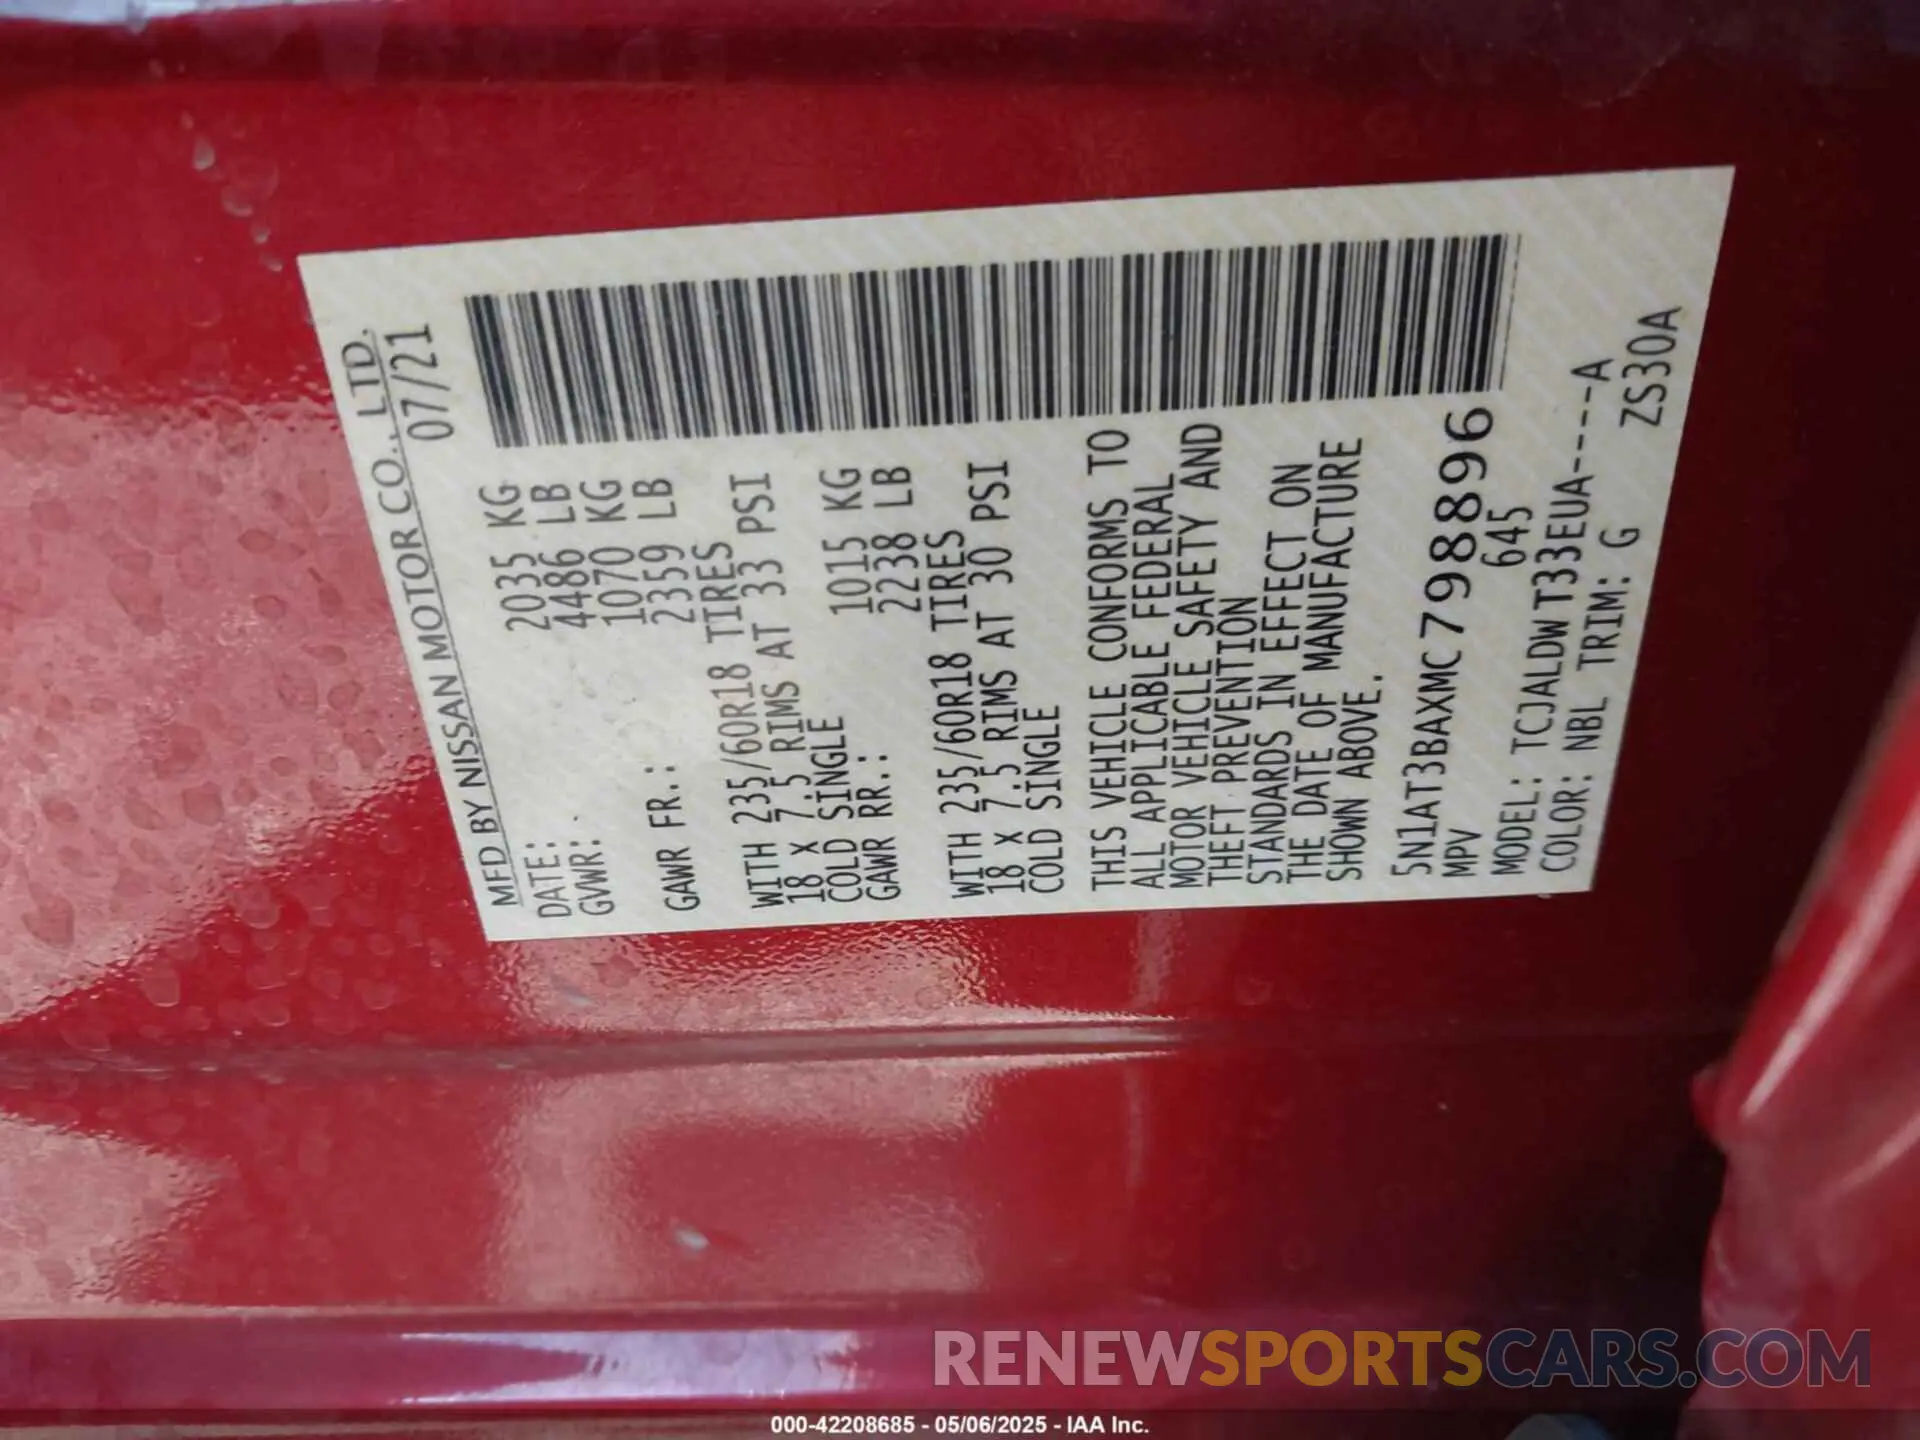 MFD BY NISSAN MOTOR CO., LTD.
DATE: 07/21
GVWR: 2035 KG
4486 LB
GAWR FR.: 1070 KG
2359 LB
WITH 235/60R18 TIRES
18 X 7.5 RIMS AT 33 PSI
COLD SINGLE
GAWR RR.: 1015 KG
2238 LB
WITH 235/60R18 TIRES
18 X 7.5 RIMS AT 30 PSI
COLD SINGLE
THIS VEHICLE CONFORMS TO
ALL APPLICABLE FEDERAL
MOTOR VEHICLE SAFETY AND
THEFT PREVENTION
STANDARDS IN EFFECT ON
THE DATE OF MANUFACTURE
SHOWN ABOVE.
5N1AT3BAXMC798896
MPV 645
MODEL: TCJALDWT33EUA----A
COLOR: NBL TRIM: G ZS30A
RENEWSPORTSCARS.COM
000-42208685 - 05/06/2025 - IAA Inc.